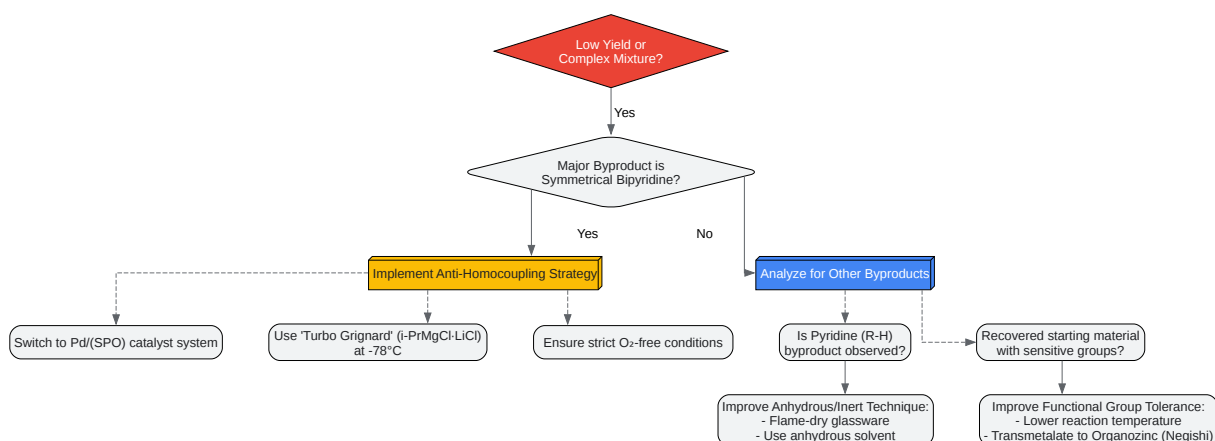 Low Yield or
Complex Mixture?
Yes
Major Byproduct is
Symmetrical Bipyridine?
Yes
No
Implement Anti-Homocoupling Strategy
Analyze for Other Byproducts
Switch to Pd/(SPO) catalyst system
Use 'Turbo Grignard' (i-PrMgCl·LiCl)
at -78°C
Ensure strict O₂-free conditions
Is Pyridine (R-H)
byproduct observed?
Recovered starting material
with sensitive groups?
Improve Anhydrous/Inert Technique:
- Flame-dry glassware
- Use anhydrous solvent
Improve Functional Group Tolerance:
- Lower reaction temperature
- Transmetalate to Organozinc (Negishi)